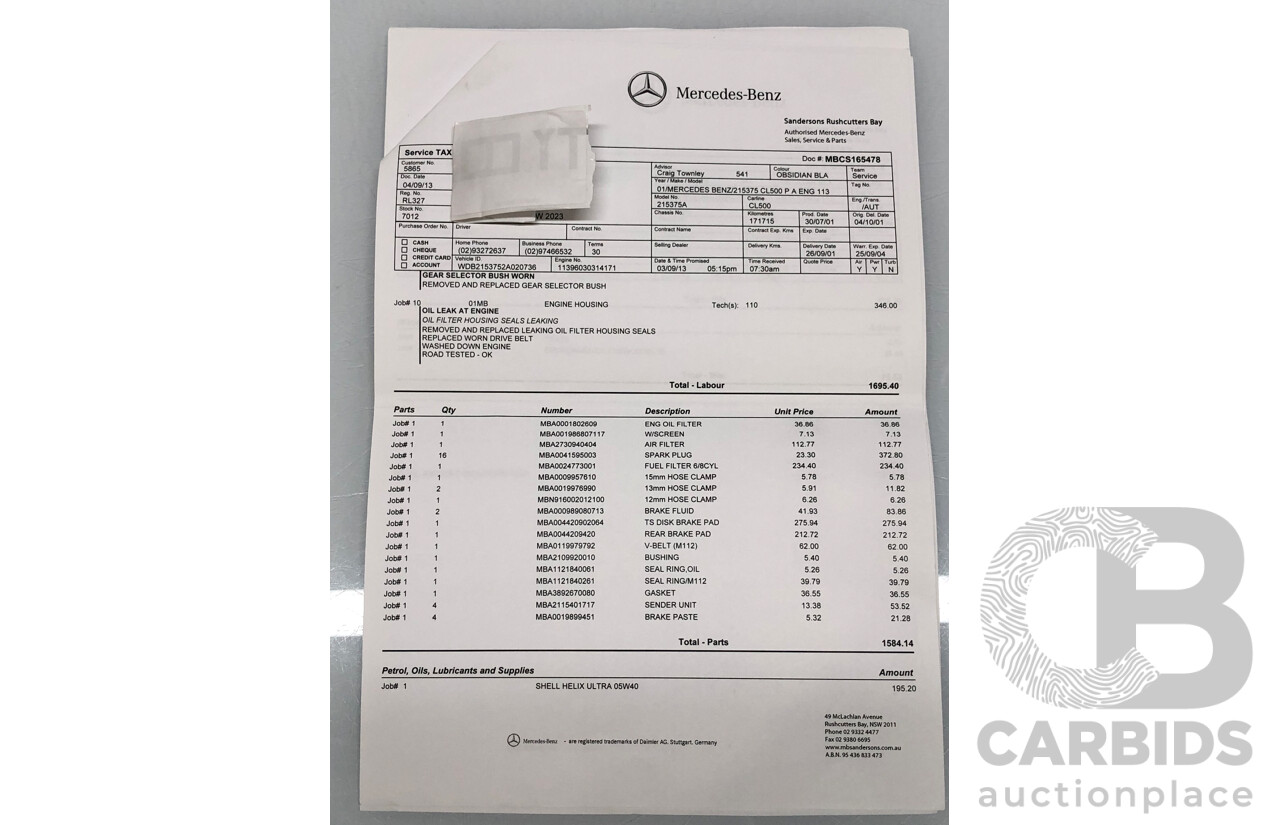 Mercedes-Benz
Sandersons Rushcutters Bay
Authorised Mercedes-Benz
Sales, Service & Parts
Service TAX
Doc #: MBCS165478
Customer No.
5865
Advisor
Craig Townley 541
Colour
OBSIDIAN BLA
Team
Service
Doc. Date
04/09/13
Year / Make / Model
01/MERCEDES BENZ/215375 CL500 P A ENG 113
Tag No.
Reg. No.
RL327
Model No.
215375A
Carline
CL500
Eng./Trans.
/AUT
Stock No.
7012
W 2023
Chassis No.
Kilometres
171715
Prod. Date
30/07/01
Orig. Del. Date
04/10/01
Purchase Order No.
Driver
Contract No.
Contract Name
Contract Exp. Kms
Exp. Date
CASH
CHEQUE
CREDIT CARD
ACCOUNT
Home Phone
(02)93272637
Business Phone
(02)97466532
Terms
30
Selling Dealer
Delivery Kms.
Delivery Date
26/09/01
Warr. Exp. Date
25/09/04
Vehicle ID.
WDB2153752A020736
Engine No.
11396030314171
Date & Time Promised
03/09/13 05:15pm
Time Received
07:30am
Quote Price
Air Pwr Turb
Y Y N
GEAR SELECTOR BUSH WORN
REMOVED AND REPLACED GEAR SELECTOR BUSH
Job# 10 01MB ENGINE HOUSING Tech(s): 110 346.00
OIL LEAK AT ENGINE
OIL FILTER HOUSING SEALS LEAKING
REMOVED AND REPLACED LEAKING OIL FILTER HOUSING SEALS
REPLACED WORN DRIVE BELT
WASHED DOWN ENGINE
ROAD TESTED - OK
Total - Labour 1695.40
Parts Qty Number Description Unit Price Amount
Job# 1 1 MBA0001802609 ENG OIL FILTER 36.86 36.86
Job# 1 1 MBA001986807117 W/SCREEN 7.13 7.13
Job# 1 1 MBA2730940404 AIR FILTER 112.77 112.77
Job# 1 16 MBA0041595003 SPARK PLUG 23.30 372.80
Job# 1 1 MBA0024773001 FUEL FILTER 6/8CYL 234.40 234.40
Job# 1 1 MBA0009957610 15mm HOSE CLAMP 5.78 5.78
Job# 1 2 MBA0019976990 13mm HOSE CLAMP 5.91 11.82
Job# 1 1 MBN916002012100 12mm HOSE CLAMP 6.26 6.26
Job# 1 2 MBA000989080713 BRAKE FLUID 41.93 83.86
Job# 1 1 MBA004420902064 TS DISK BRAKE PAD 275.94 275.94
Job# 1 1 MBA0044209420 REAR BRAKE PAD 212.72 212.72
Job# 1 1 MBA0119979792 V-BELT (M112) 62.00 62.00
Job# 1 1 MBA2109920010 BUSHING 5.40 5.40
Job# 1 1 MBA1121840061 SEAL RING,OIL 5.26 5.26
Job# 1 1 MBA1121840261 SEAL RING/M112 39.79 39.79
Job# 1 1 MBA3892670080 GASKET 36.55 36.55
Job# 1 4 MBA2115401717 SENDER UNIT 13.38 53.52
Job# 1 4 MBA0019899451 BRAKE PASTE 5.32 21.28
Total - Parts 1584.14
Petrol, Oils, Lubricants and Supplies Amount
Job# 1 SHELL HELIX ULTRA 05W40 195.20
49 McLachlan Avenue
Rushcutters Bay, NSW 2011
Phone 02 9332 4477
Fax 02 9380 6695
www.mbsandersons.com.au
A.B.N. 95 436 833 473
Mercedes-Benz - are registered trademarks of Daimler AG. Stuttgart. Germany
CARBIDS
auctionplace